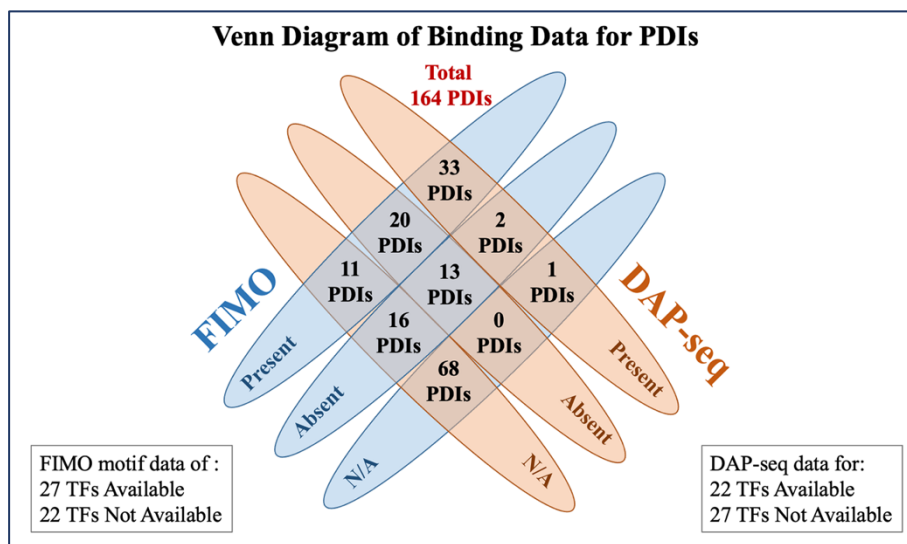 Venn Diagram of Binding Data for PDIs
Total
164 PDIs
33
PDIs
20
PDIs
2
PDIs
11
PDIs
13
PDIs
1
PDIs
16
PDIs
0
PDIs
68
PDIs
FIMO
DAP-seq
Present
Absent
N/A
Present
Absent
N/A
FIMO motif data of :
27 TFs Available
22 TFs Not Available
DAP-seq data for:
22 TFs Available
27 TFs Not Available